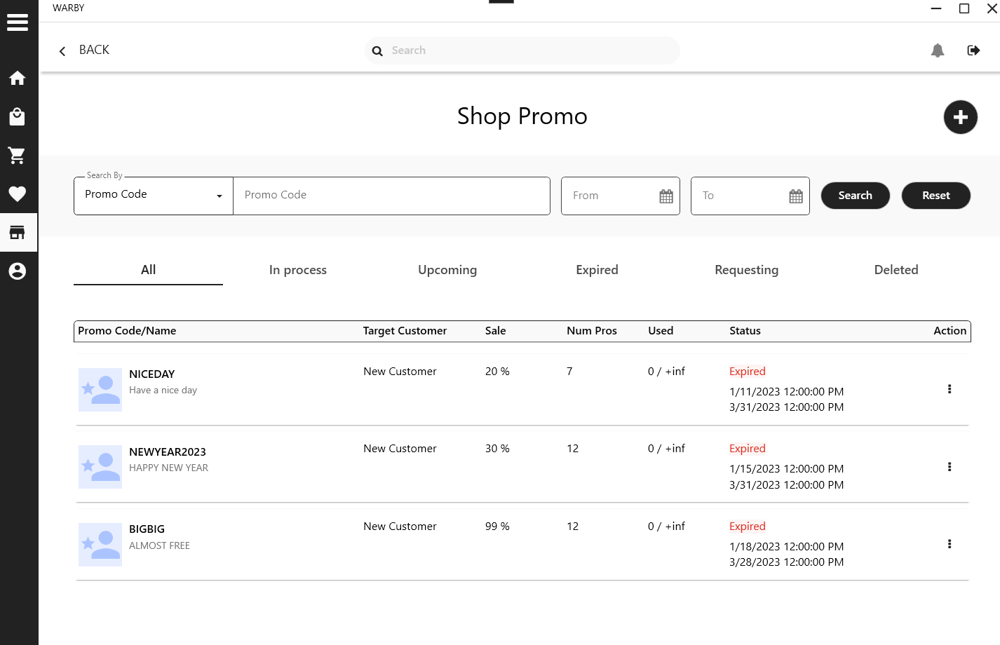 WARBY
BACK
Search
Shop Promo
Search By
Promo Code
Promo Code
From
To
Search
Reset
All In process Upcoming Expired Requesting Deleted
Promo Code/Name Target Customer Sale Num Pros Used Status Action
NICEDAY New Customer 20 % 7 0 / +inf Expired
Have a nice day 1/11/2023 12:00:00 PM
3/31/2023 12:00:00 PM
NEWYEAR2023 New Customer 30 % 12 0 / +inf Expired
HAPPY NEW YEAR 1/15/2023 12:00:00 PM
3/31/2023 12:00:00 PM
BIGBIG New Customer 99 % 12 0 / +inf Expired
ALMOST FREE 1/18/2023 12:00:00 PM
3/28/2023 12:00:00 PM